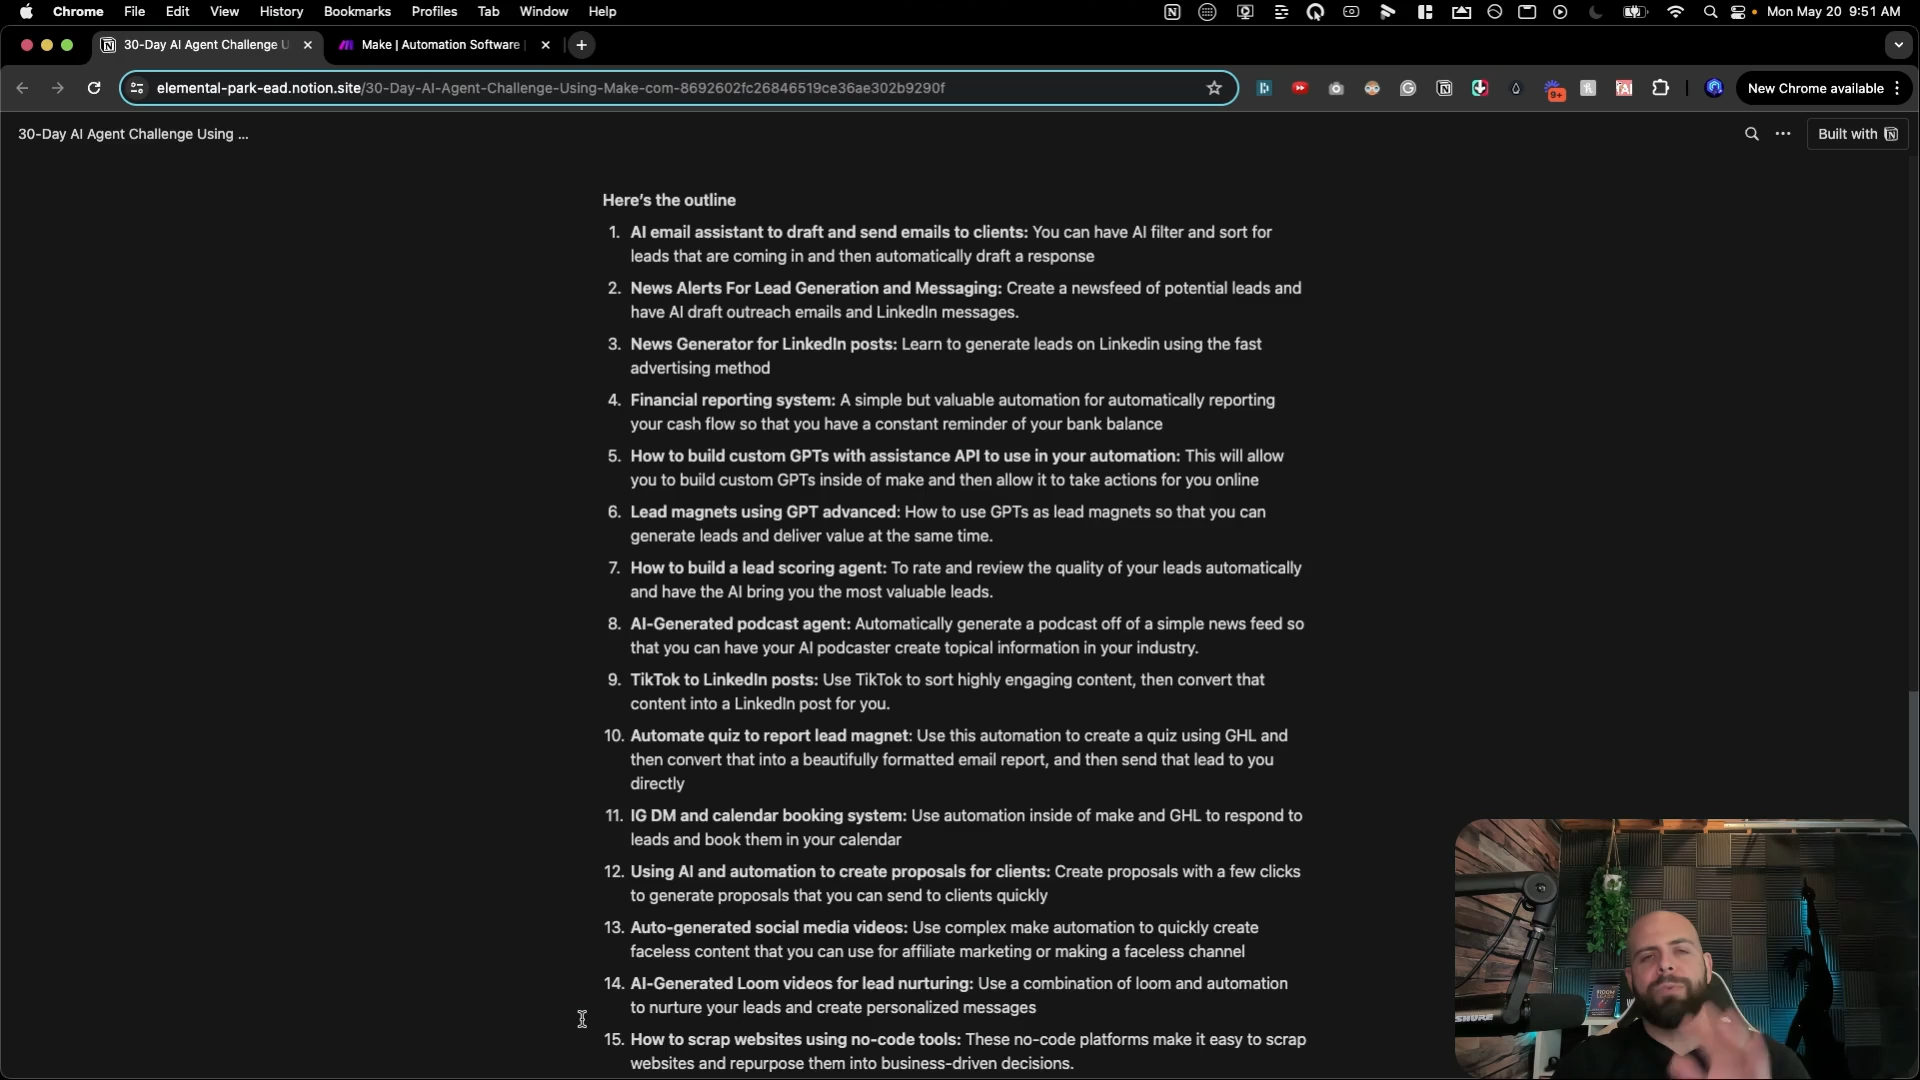 Chrome File Edit View History Bookmarks Profiles Tab Window Help Mon May 20 9:51 AM
30-Day AI Agent Challenge U Make | Automation Software
elemental-park-ead.notion.site/30-Day-AI-Agent-Challenge-Using-Make-com-8692602fc26846519ce36ae302b9290f 9+ New Chrome available
30-Day AI Agent Challenge Using ... Built with
Here’s the outline
1. AI email assistant to draft and send emails to clients: You can have AI filter and sort for
leads that are coming in and then automatically draft a response
2. News Alerts For Lead Generation and Messaging: Create a newsfeed of potential leads and
have AI draft outreach emails and LinkedIn messages.
3. News Generator for LinkedIn posts: Learn to generate leads on Linkedin using the fast
advertising method
4. Financial reporting system: A simple but valuable automation for automatically reporting
your cash flow so that you have a constant reminder of your bank balance
5. How to build custom GPTs with assistance API to use in your automation: This will allow
you to build custom GPTs inside of make and then allow it to take actions for you online
6. Lead magnets using GPT advanced: How to use GPTs as lead magnets so that you can
generate leads and deliver value at the same time.
7. How to build a lead scoring agent: To rate and review the quality of your leads automatically
and have the AI bring you the most valuable leads.
8. AI-Generated podcast agent: Automatically generate a podcast off of a simple news feed so
that you can have your AI podcaster create topical information in your industry.
9. TikTok to LinkedIn posts: Use TikTok to sort highly engaging content, then convert that
content into a LinkedIn post for you.
10. Automate quiz to report lead magnet: Use this automation to create a quiz using GHL and
then convert that into a beautifully formatted email report, and then send that lead to you
directly
11. IG DM and calendar booking system: Use automation inside of make and GHL to respond to
leads and book them in your calendar
12. Using AI and automation to create proposals for clients: Create proposals with a few clicks
to generate proposals that you can send to clients quickly
13. Auto-generated social media videos: Use complex make automation to quickly create
faceless content that you can use for affiliate marketing or making a faceless channel
14. AI-Generated Loom videos for lead nurturing: Use a combination of loom and automation
to nurture your leads and create personalized messages
15. How to scrap websites using no-code tools: These no-code platforms make it easy to scrap
websites and repurpose them into business-driven decisions.
SHURE